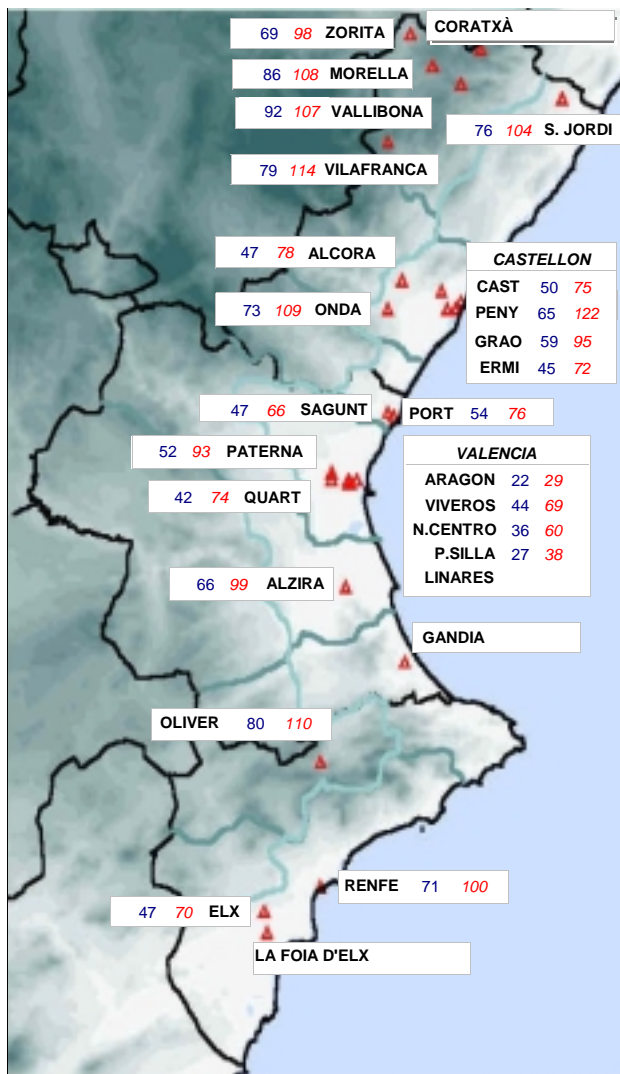 69 98 ZORITA
CORATXÀ
86 108 MORELLA
92 107 VALLIBONA
76 104 S. JORDI
79 114 VILAFRANCA
47 78 ALCORA
73 109 ONDA
CASTELLON
CAST 50 75
PENY 65 122
GRAO 59 95
ERMI 45 72
47 66 SAGUNT
PORT 54 76
52 93 PATERNA
42 74 QUART
VALENCIA
ARAGON 22 29
VIVEROS 44 69
N.CENTRO 36 60
P.SILLA 27 38
LINARES
66 99 ALZIRA
GANDIA
OLIVER 80 110
RENFE 71 100
47 70 ELX
LA FOIA D'ELX